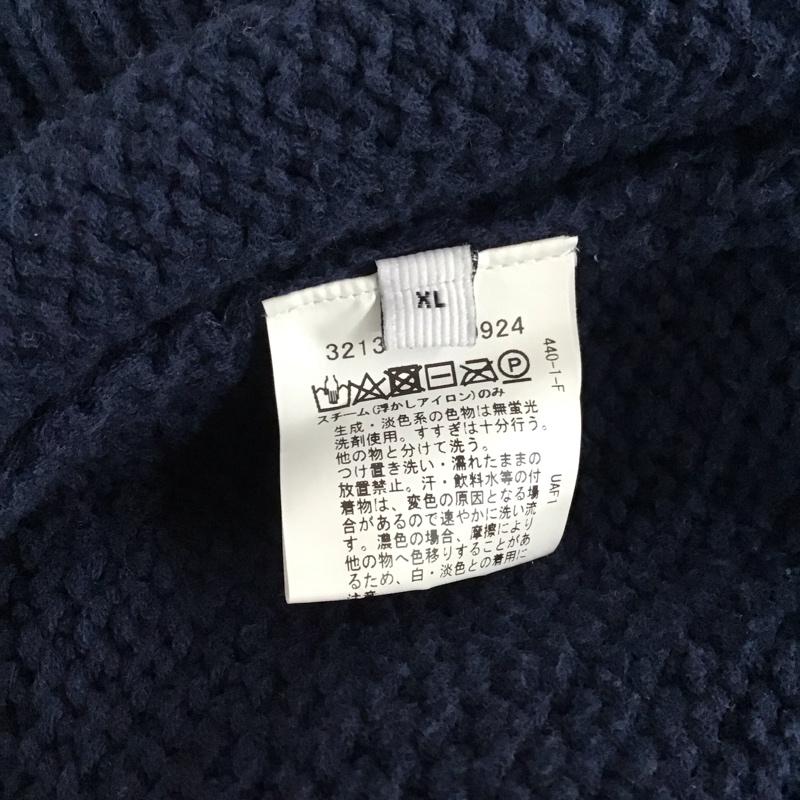 XL
3213 0924
440-1-F
P
スチーム(浮かしアイロン)のみ
生成・淡色系の色物は無蛍光
洗剤使用。すすぎは十分行う。
他の物と分けて洗う。
つけ置き洗い・濡れたままの
放置禁止。汗・飲料水等の付
着物は、変色の原因となる場
合があるので速やかに洗い流
す。濃色の場合、摩擦により
他の物へ色移りすることがあ
るため、白・淡色との着用に
注意
UAF1